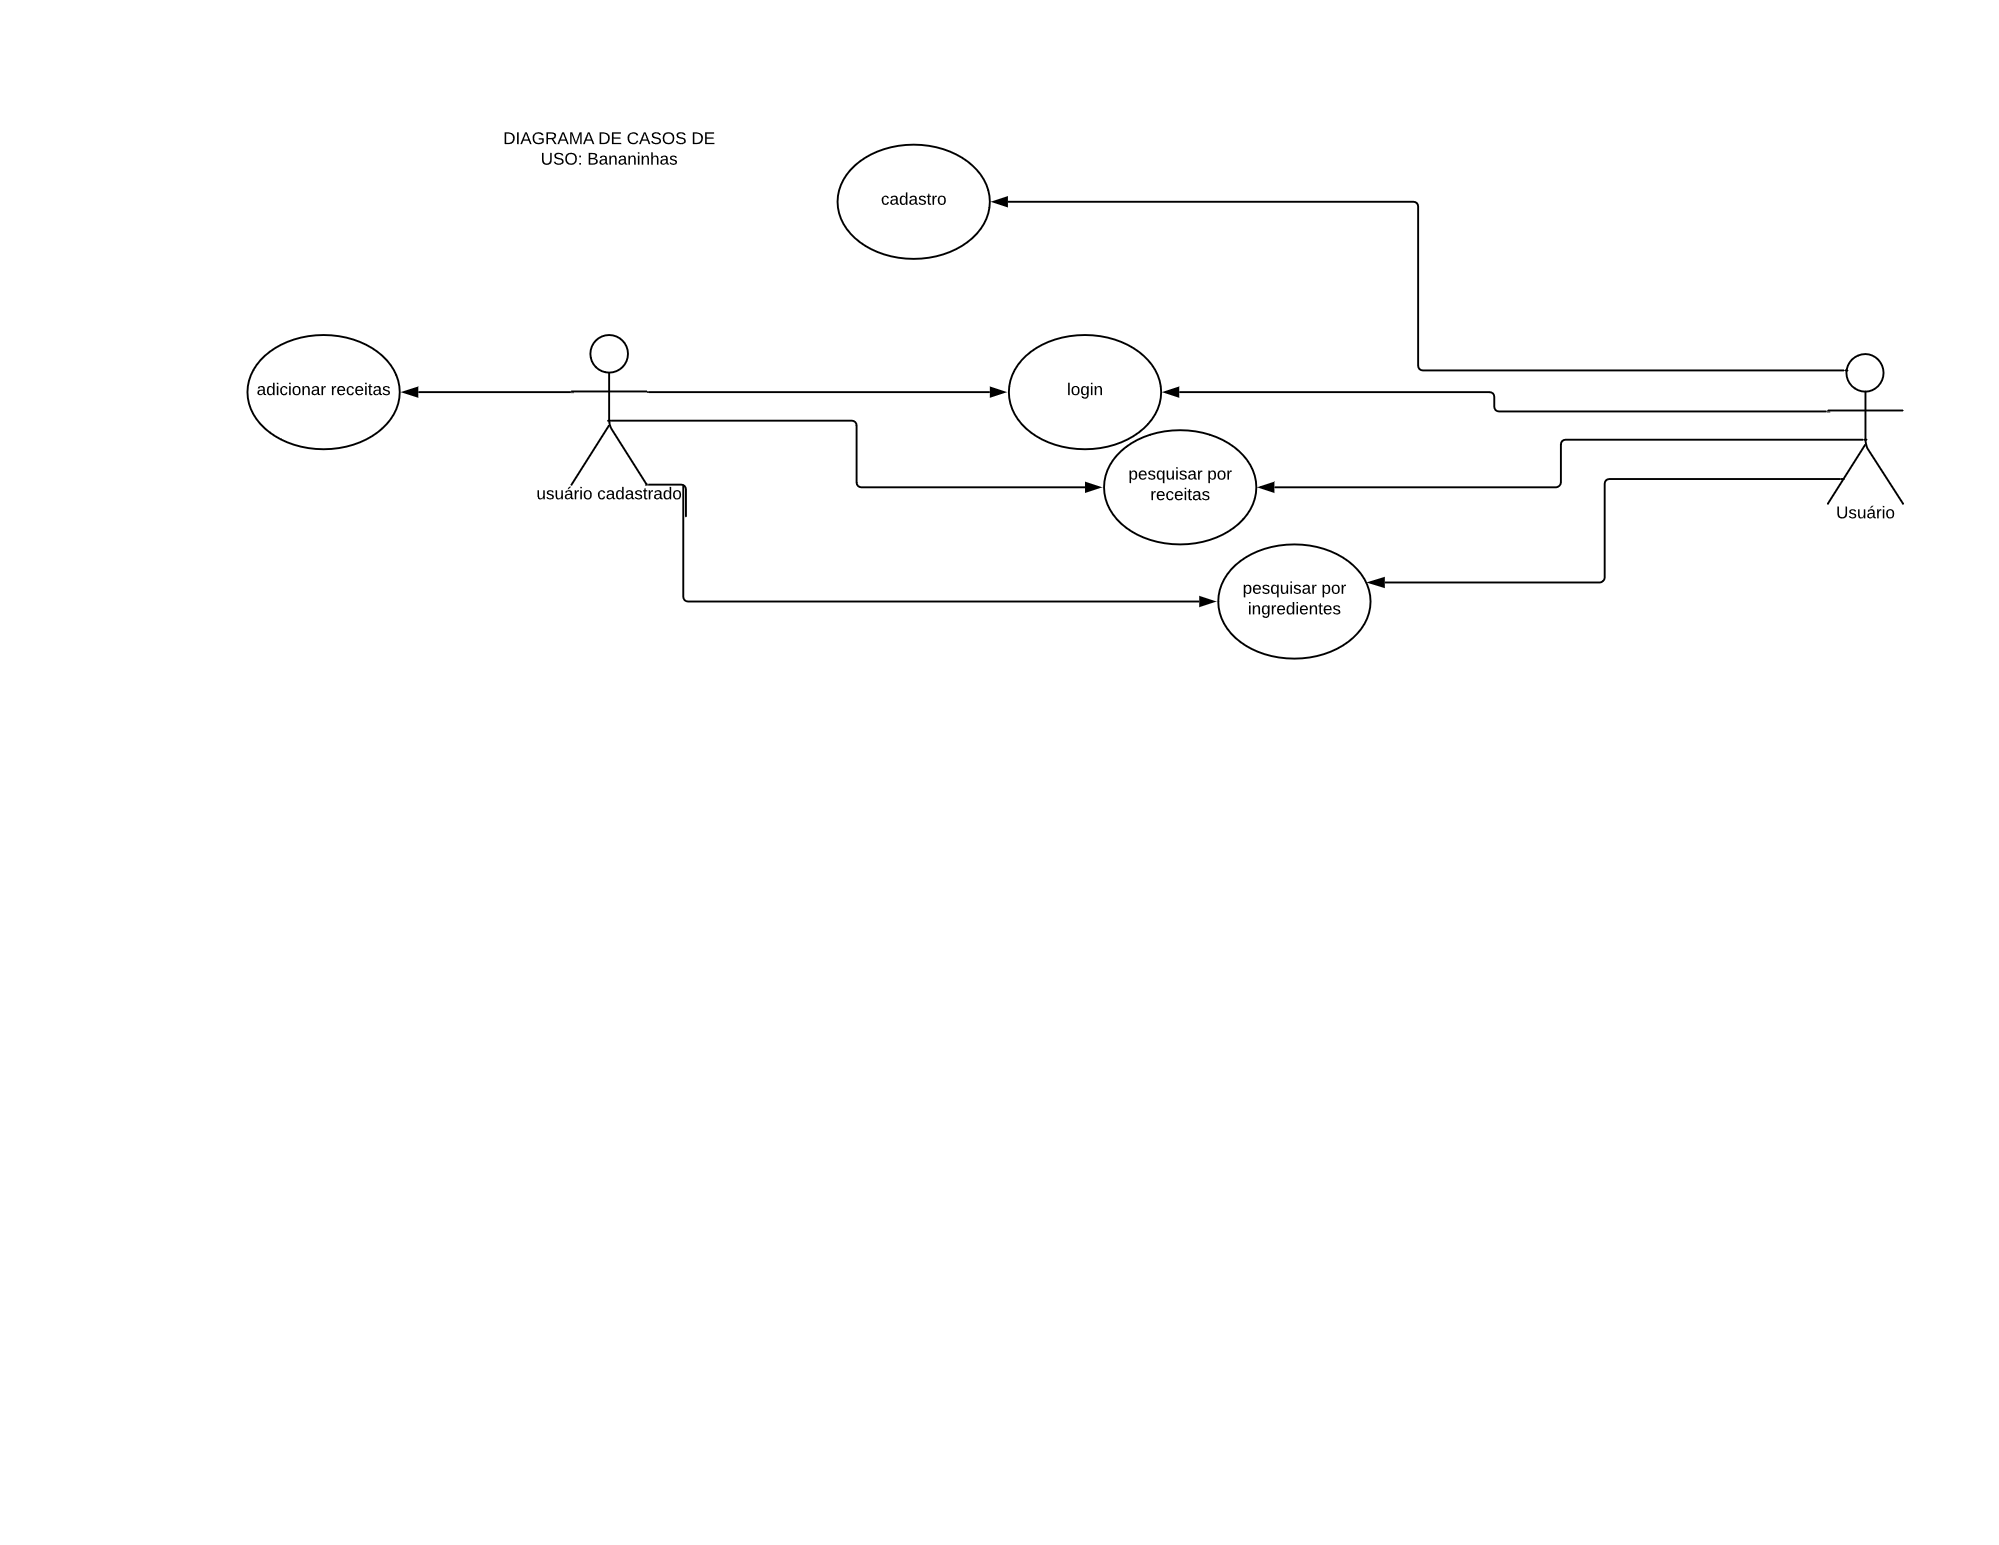 DIAGRAMA DE CASOS DE
USO: Bananinhas
cadastro
adicionar receitas
login
pesquisar por
receitas
usuário cadastrado
Usuário
pesquisar por
ingredientes